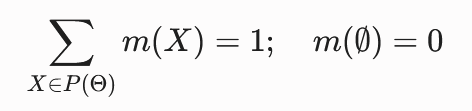 ∑_{X∈P(Θ)} m(X) = 1;    m(∅) = 0